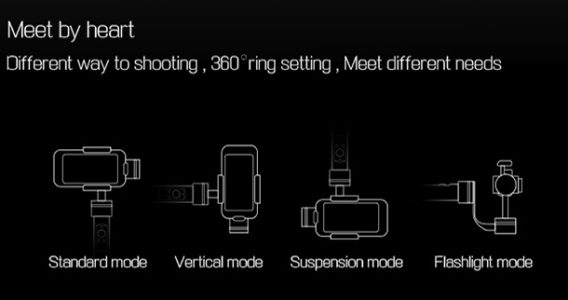 Meet by heart
Different way to shooting , 360°ring setting , Meet different needs
Standard mode
Vertical mode
Suspension mode
Flashlight mode